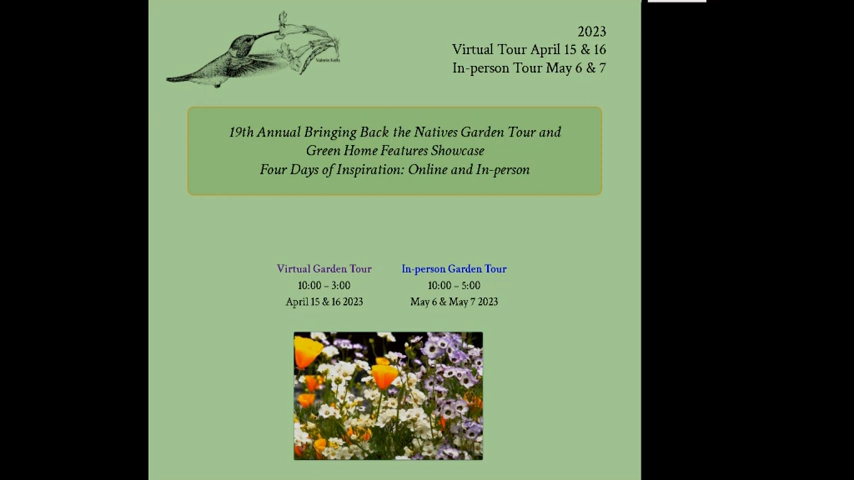 2023
Virtual Tour April 15 & 16
In-person Tour May 6 & 7
19th Annual Bringing Back the Natives Garden Tour and
Green Home Features Showcase
Four Days of Inspiration: Online and In-person
Virtual Garden Tour
10:00 – 3:00
April 15 & 16 2023
In-person Garden Tour
10:00 – 5:00
May 6 & May 7 2023